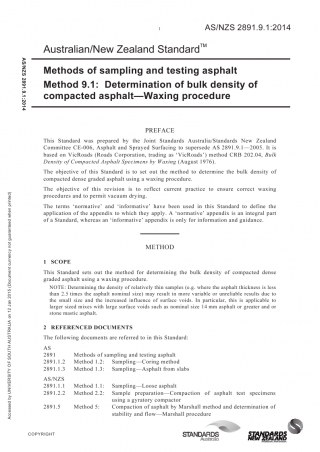 1
AS/NZS 2891.9.1:2014
Australian/New Zealand Standard™
Methods of sampling and testing asphalt
Method 9.1: Determination of bulk density of
compacted asphalt—Waxing procedure
PREFACE
This Standard was prepared by the Joint Standards Australia/Standards New Zealand
Committee CE-006, Asphalt and Sprayed Surfacing to supersede AS 2891.9.1—2005. It is
based on VicRoads (Roads Corporation, trading as ‘VicRoads’) method CRB 202.04, Bulk
Density of Compacted Asphalt Specimens by Waxing (August 1976).
The objective of this Standard is to set out the method to determine the bulk density of
compacted dense graded asphalt using a waxing procedure.
The objective of this revision is to reflect current practice to ensure correct waxing
procedures and to permit vacuum drying.
The terms ‘normative’ and ‘informative’ have been used in this Standard to define the
application of the appendix to which they apply. A ‘normative’ appendix is an integral part
of a Standard, whereas an ‘informative’ appendix is only for information and guidance.
METHOD
1 SCOPE
This Standard sets out the method for determining the bulk density of compacted dense
graded asphalt using a waxing procedure.
NOTE: Determining the density of relatively thin samples (e.g. where the asphalt thickness is less
than 2.5 times the asphalt nominal size) may result in more variable or unreliable results due to
the small size and the increased influence of surface voids. In particular, this is applicable to
larger sized mixes with large surface voids such as nominal size 14 mm asphalt or greater and or
stone mastic asphalt.
2 REFERENCED DOCUMENTS
The following documents are referred to in this Standard:
AS
2891 Methods of sampling and testing asphalt
2891.1.2 Method 1.2: Sampling—Coring method
2891.1.3 Method 1.3: Sampling—Asphalt from slabs
AS/NZS
2891.1.1 Method 1.1: Sampling—Loose asphalt
2891.2.2 Method 2.2: Sample preparation—Compaction of asphalt test specimens
using a gyratory compactor
2891.5 Method 5: Compaction of asphalt by Marshall method and determination of
stability and flow—Marshall procedure
COPYRIGHT
STANDARDS
Australia
STANDARDS
NEW ZEALAND
AS/NZS 2891.9.1:2014
Accessed by UNIVERSITY OF SOUTH AUSTRALIA on 12 Jan 2015 (Document currency not guaranteed when printed)